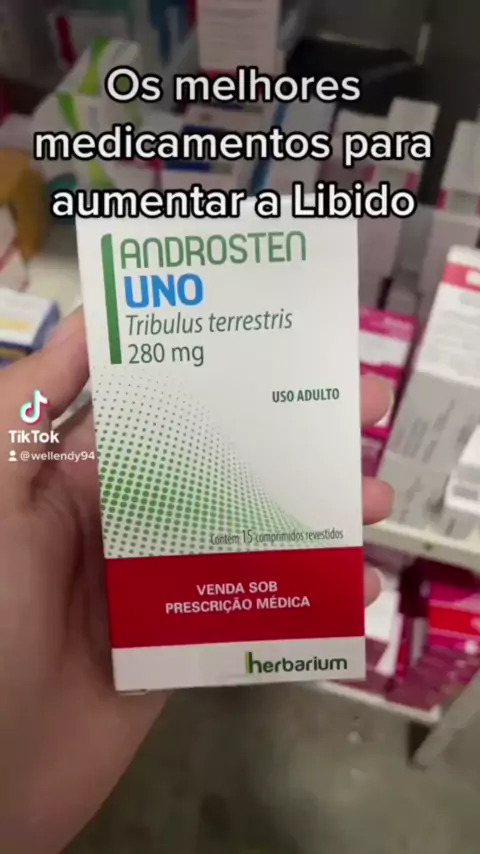 Os melhores
medicamentos para
aumentar a Libido
ANDROSTEN
UNO
Tribulus terrestris
280 mg
USO ADULTO
TikTok
@wellendy94
Contém 15 comprimidos revestidos
VENDA SOB
PRESCRIÇÃO MÉDICA
herbarium